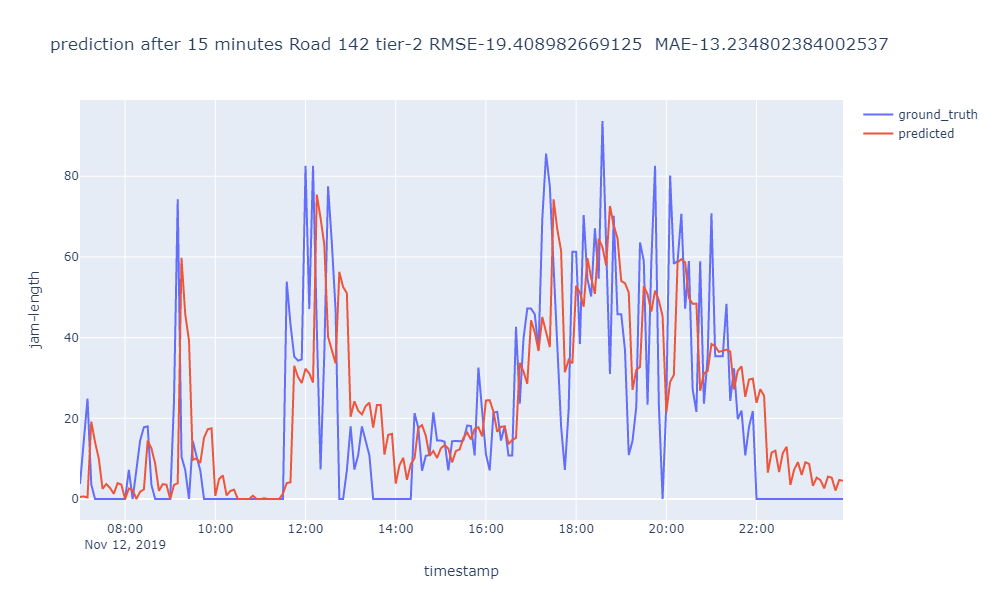 prediction after 15 minutes Road 142 tier-2 RMSE-19.408982669125  MAE-13.234802384002537
ground_truth
predicted
jam-length
80
60
40
20
0
08:00 10:00 12:00 14:00 16:00 18:00 20:00 22:00
Nov 12, 2019
timestamp